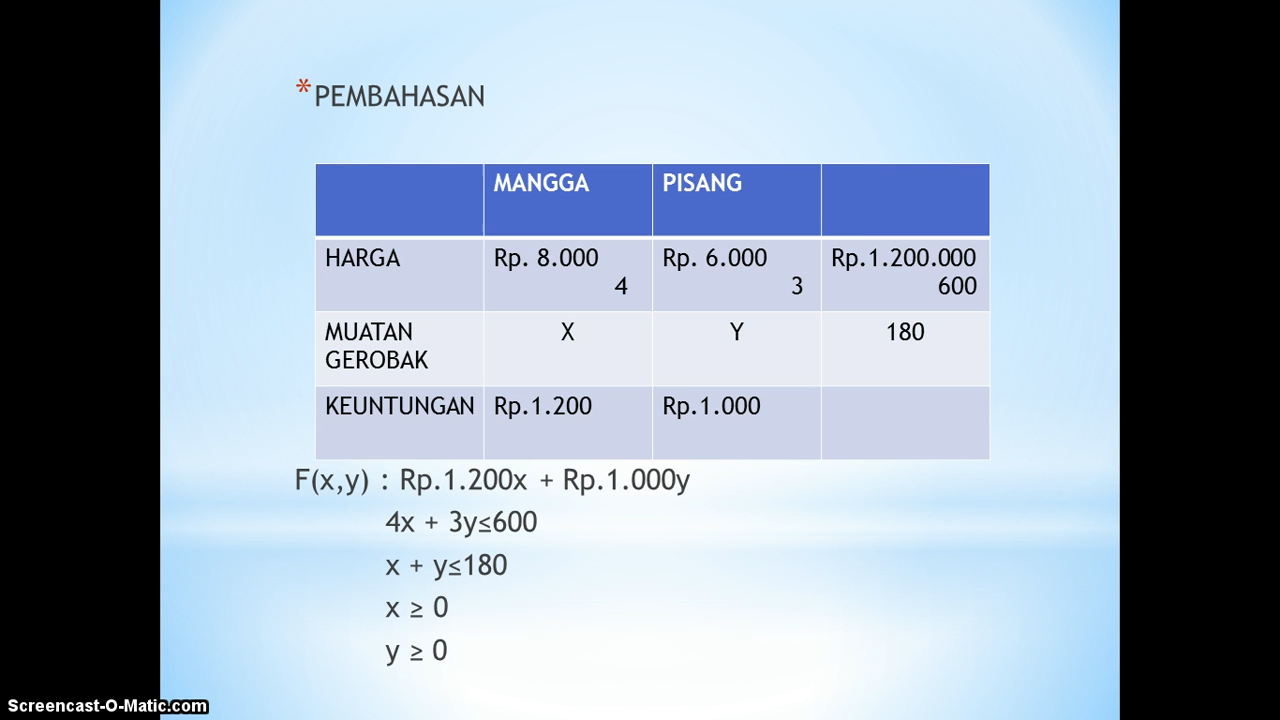 *PEMBAHASAN
MANGGA PISANG
HARGA Rp. 8.000 Rp. 6.000 Rp.1.200.000
4 3 600
MUATAN X Y 180
GEROBAK
KEUNTUNGAN Rp.1.200 Rp.1.000
F(x,y) : Rp.1.200x + Rp.1.000y
4x + 3y≤600
x + y≤180
x ≥ 0
y ≥ 0
Screencast-O-Matic.com